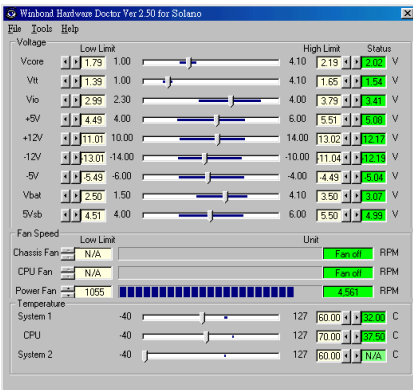 Winbond Hardware Doctor Ver 2.50 for Solano
File Tools Help
Voltage
Low Limit High Limit Status
Vcore 1.79 1.00 4.10 2.19 2.02 V
Vtt 1.39 1.00 4.10 1.65 1.54 V
Vio 2.99 2.30 4.00 3.79 3.41 V
+5V 4.49 4.00 6.00 5.51 5.08 V
+12V 11.01 10.00 14.00 13.02 12.17 V
-12V -13.01 -14.00 -10.00 -11.04 -12.19 V
-5V -5.49 -6.00 -4.00 -4.49 -5.04 V
Vbat 2.50 1.50 4.10 3.50 3.07 V
5Vsb 4.51 4.00 6.00 5.50 4.99 V
Fan Speed
Low Limit Unit
Chassis Fan N/A Fan off RPM
CPU Fan N/A Fan off RPM
Power Fan 1055 4,561 RPM
Temperature
System 1 -40 127 60.00 32.00 C
CPU -40 127 70.00 37.50 C
System 2 -40 127 60.00 N/A C